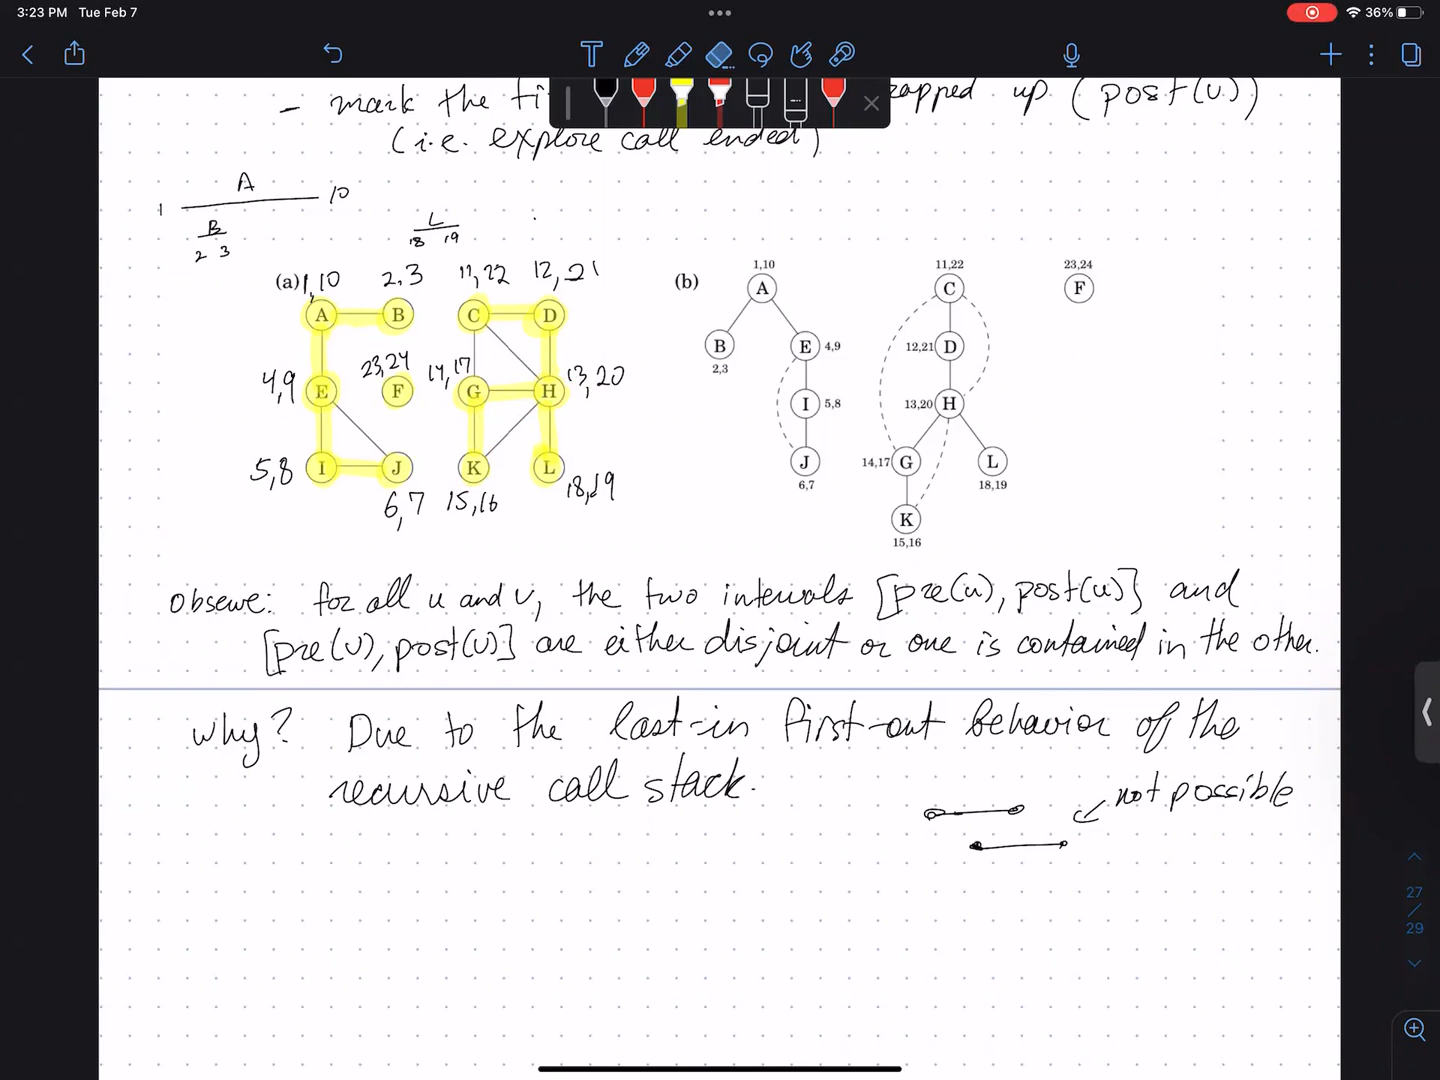 3:23 PM Tue Feb 7
36%
- mark the ti apped up (post(u))
(i.e. explore call ended)
A
1 10
B
2 3
L
18 19
(a) 1,10 2,3 11,22 12,21
(b)
1,10 11,22 23,24
A C F
A B C D
B E 4,9 12,21 D
2,3
4,9 23,24 14,17 13,20
E F G H
I 5,8 13,20 H
5,8 I J K L 18,19
6,7 15,16
J 14,17 G L
6,7 18,19
K
15,16
Observe: for all u and v, the two intervals [pre(u), post(u)] and
[pre(v), post(v)] are either disjoint or one is contained in the other.
why? Due to the last-in first-out behavior of the
recursive call stack.
not possible
27
/
29